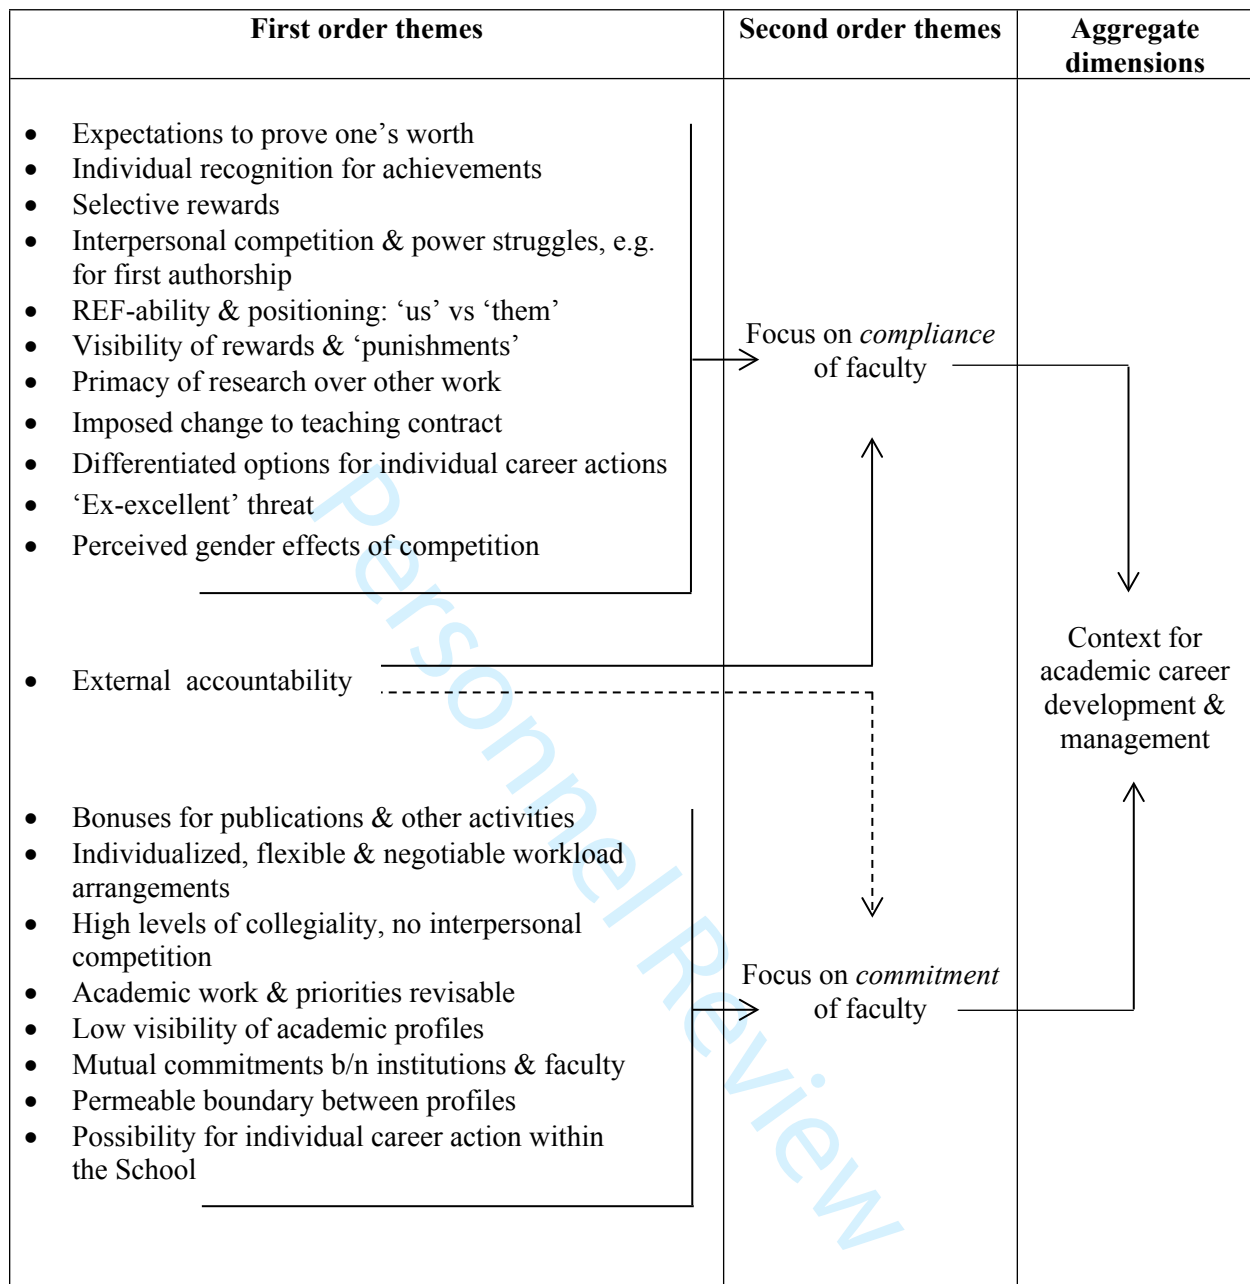 First order themes
Second order themes
Aggregate
dimensions
• Expectations to prove one’s worth
• Individual recognition for achievements
• Selective rewards
• Interpersonal competition & power struggles, e.g.
for first authorship
• REF-ability & positioning: ‘us’ vs ‘them’
• Visibility of rewards & ‘punishments’
• Primacy of research over other work
• Imposed change to teaching contract
• Differentiated options for individual career actions
• ‘Ex-excellent’ threat
• Perceived gender effects of competition
Focus on compliance
of faculty
• External accountability
Context for
academic career
development &
management
• Bonuses for publications & other activities
• Individualized, flexible & negotiable workload
arrangements
• High levels of collegiality, no interpersonal
competition
• Academic work & priorities revisable
• Low visibility of academic profiles
• Mutual commitments b/n institutions & faculty
• Permeable boundary between profiles
• Possibility for individual career action within
the School
Focus on commitment
of faculty
Personnel Review